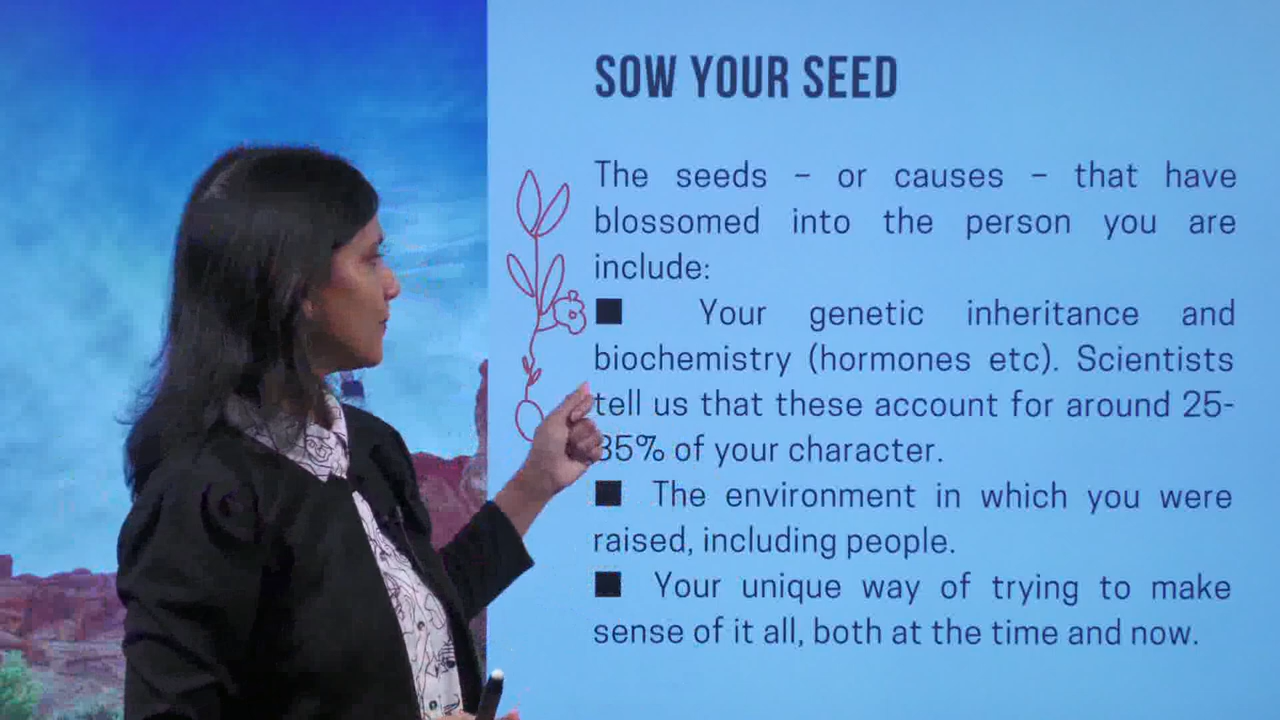 SOW YOUR SEED
The seeds – or causes – that have
blossomed into the person you are
include:
■ Your genetic inheritance and
biochemistry (hormones etc). Scientists
tell us that these account for around 25-
35% of your character.
■ The environment in which you were
raised, including people.
■ Your unique way of trying to make
sense of it all, both at the time and now.